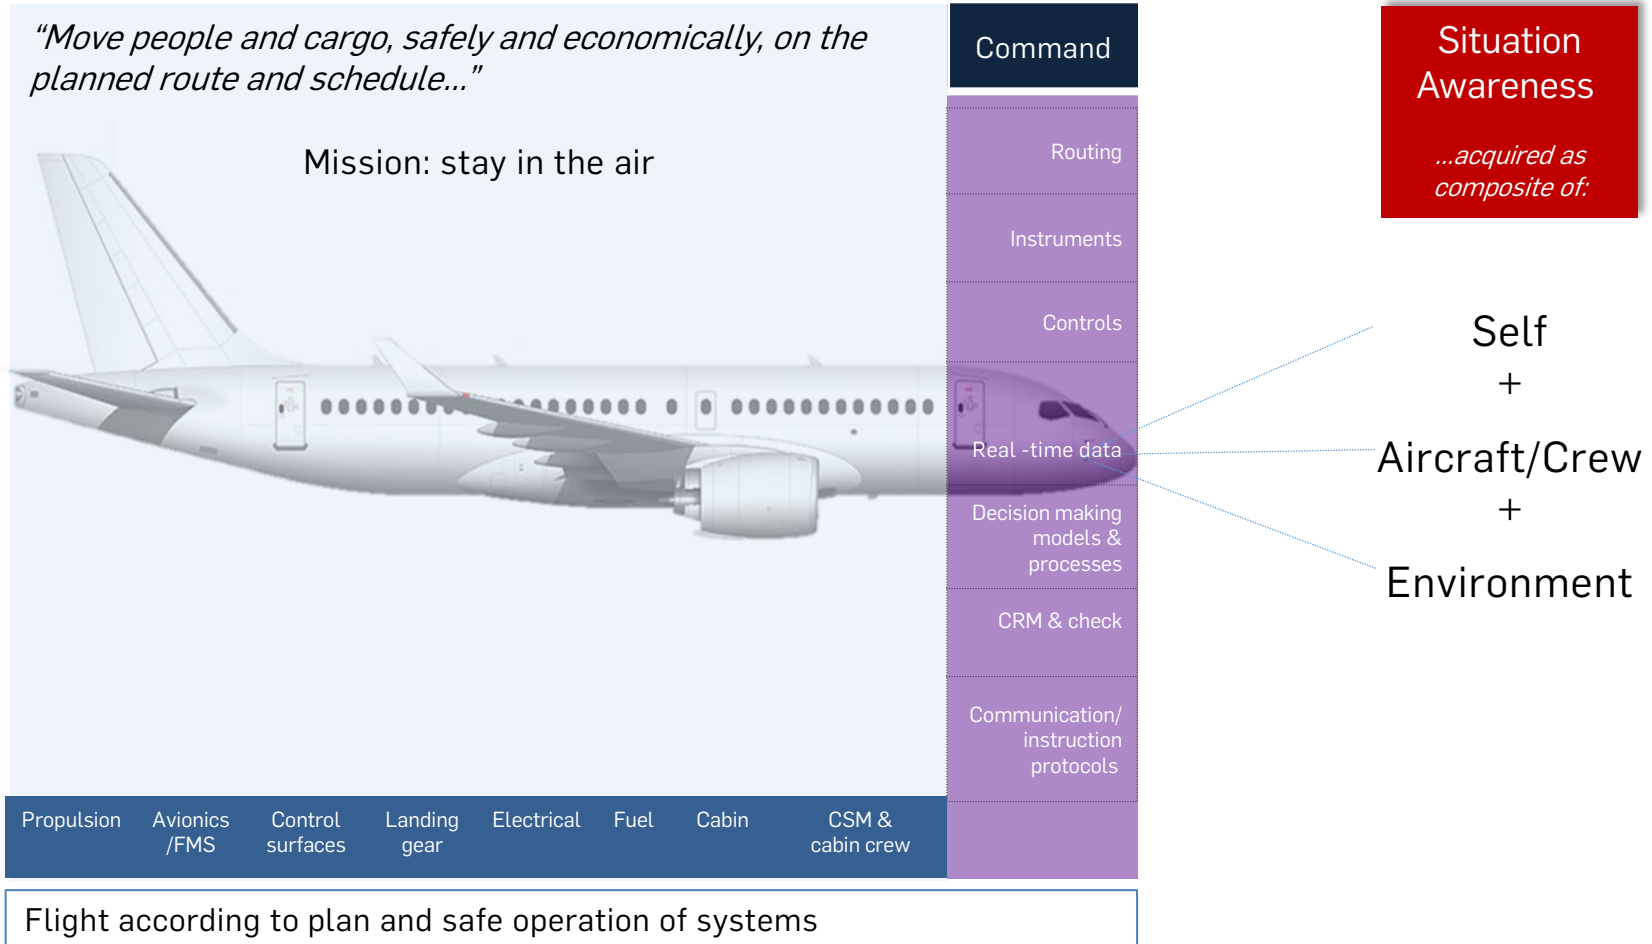 “Move people and cargo, safely and economically, on the
planned route and schedule...”
Mission: stay in the air
Command
Routing
Instruments
Controls
Real -time data
Decision making
models &
processes
CRM & check
Communication/
instruction
protocols
Situation
Awareness
...acquired as
composite of:
Self
+
Aircraft/Crew
+
Environment
Propulsion
Avionics
/FMS
Control
surfaces
Landing
gear
Electrical
Fuel
Cabin
CSM &
cabin crew
Flight according to plan and safe operation of systems